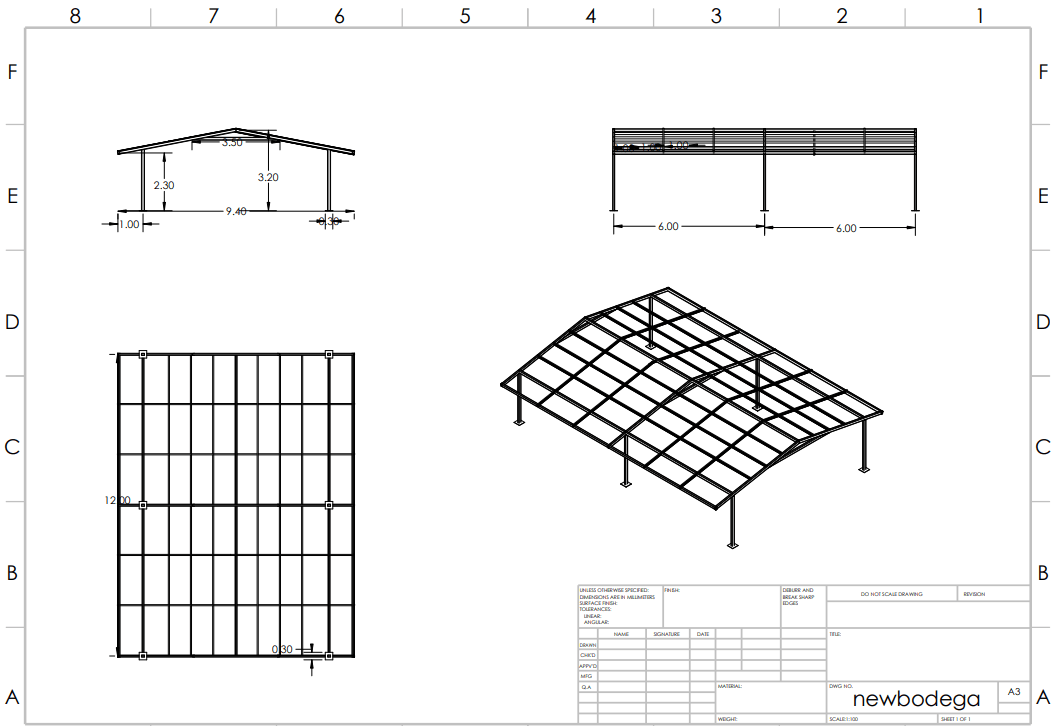 8 7 6 5 4 3 2 1
F F
3.50
2.30
3.20
9.40
1.00
0.30
1.00
1.00
6.00
6.00
E E
D D
C C
12.00
B B
0.30
A A
UNLESS OTHERWISE SPECIFIED:
DIMENSIONS ARE IN MILLIMETERS
SURFACE FINISH:
TOLERANCES:
LINEAR:
ANGULAR:
FINISH:
DEBURR AND
BREAK SHARP
EDGES
DO NOT SCALE DRAWING
REVISION
NAME SIGNATURE DATE
TITLE:
DRAWN
CHK'D
APPV'D
MFG
Q.A
MATERIAL:
DWG NO.
newbodega
A3
WEIGHT:
SCALE:1:100
SHEET 1 OF 1